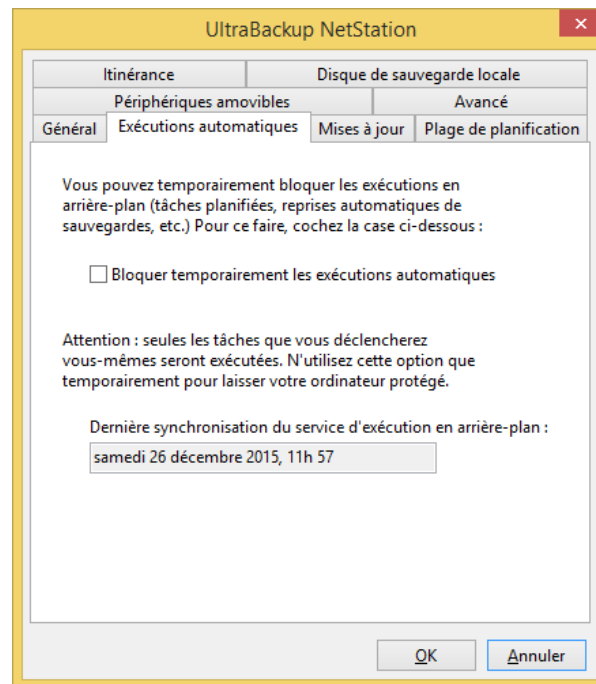 UltraBackup NetStation
Itinérance
Disque de sauvegarde locale
Périphériques amovibles
Avancé
Général
Exécutions automatiques
Mises à jour
Plage de planification
Vous pouvez temporairement bloquer les exécutions en
arrière-plan (tâches planifiées, reprises automatiques de
sauvegardes, etc.) Pour ce faire, cochez la case ci-dessous :
Bloquer temporairement les exécutions automatiques
Attention : seules les tâches que vous déclencherez
vous-mêmes seront exécutées. N'utilisez cette option que
temporairement pour laisser votre ordinateur protégé.
Dernière synchronisation du service d'exécution en arrière-plan :
samedi 26 décembre 2015, 11h 57
OK
Annuler